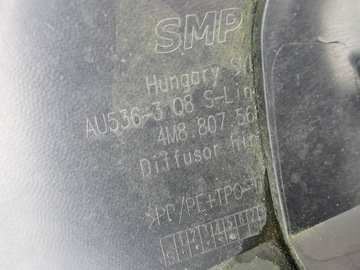 SMP
Hungary
AU536-3 Q8 S-Lin
4M8 807 56
Diffusor hin
>PP/PE+TPO-